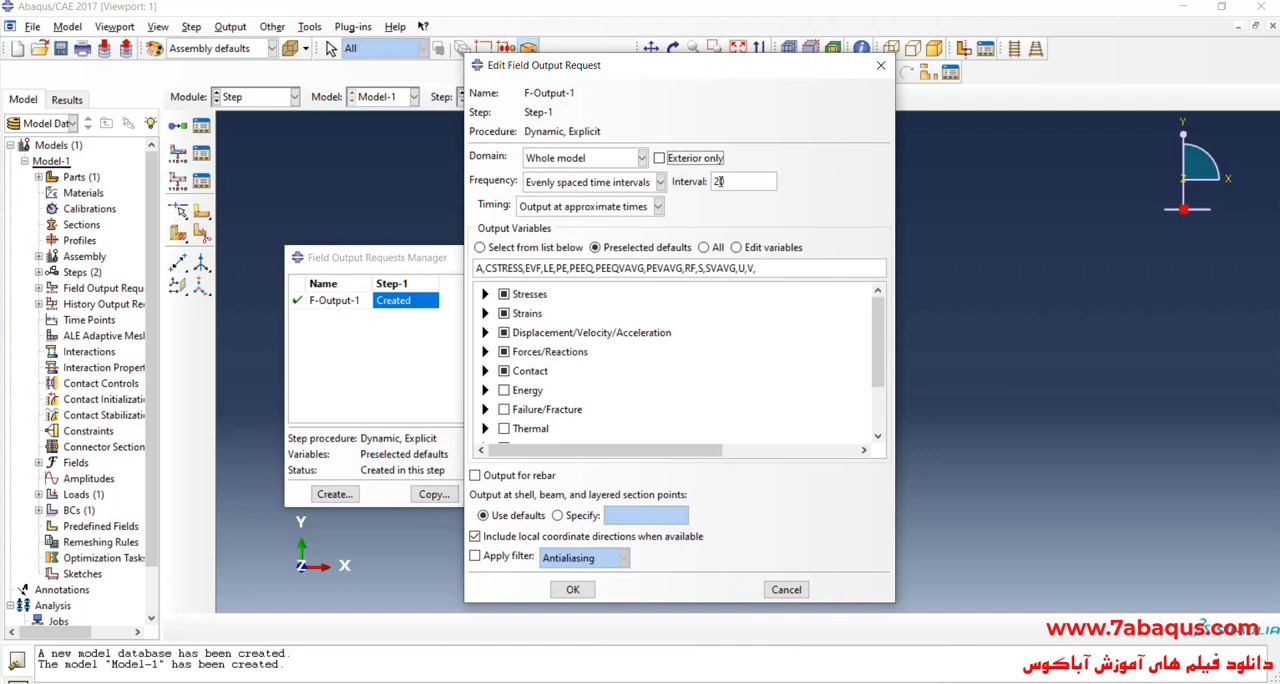 Abaqus/CAE 2017 [Viewport: 1]
File Model Viewport View Step Output Other Tools Plug-ins Help
Assembly defaults All
Model Results Module: Step Model: Model-1 Step:
Model Dat
Models (1)
Model-1
Parts (1)
Materials
Calibrations
Sections
Profiles
Assembly
Steps (2)
Field Output Requ
History Output Re
Time Points
ALE Adaptive Mesh
Interactions
Interaction Propert
Contact Controls
Contact Initializatio
Contact Stabilizatio
Constraints
Connector Section
Fields
Amplitudes
Loads (1)
BCs (1)
Predefined Fields
Remeshing Rules
Optimization Tasks
Sketches
Annotations
Analysis
Jobs
Field Output Requests Manager
Name Step-1
F-Output-1 Created
Step procedure: Dynamic, Explicit
Variables: Preselected defaults
Status: Created in this step
Create... Copy...
Edit Field Output Request
Name: F-Output-1
Step: Step-1
Procedure: Dynamic, Explicit
Domain: Whole model Exterior only
Frequency: Evenly spaced time intervals Interval: 20
Timing: Output at approximate times
Output Variables
Select from list below Preselected defaults All Edit variables
A,CSTRESS,EVF,LE,PE,PEEQ,PEEQVAVG,PEVAVG,RF,S,SVAVG,U,V,
Stresses
Strains
Displacement/Velocity/Acceleration
Forces/Reactions
Contact
Energy
Failure/Fracture
Thermal
Output for rebar
Output at shell, beam, and layered section points:
Use defaults Specify:
Include local coordinate directions when available
Apply filter: Antialiasing
OK Cancel
Y
X
Z
Y
X
Z
www.7abaqus.com
دانلود فیلم های آموزش آباکوس
A new model database has been created.
The model "Model-1" has been created.